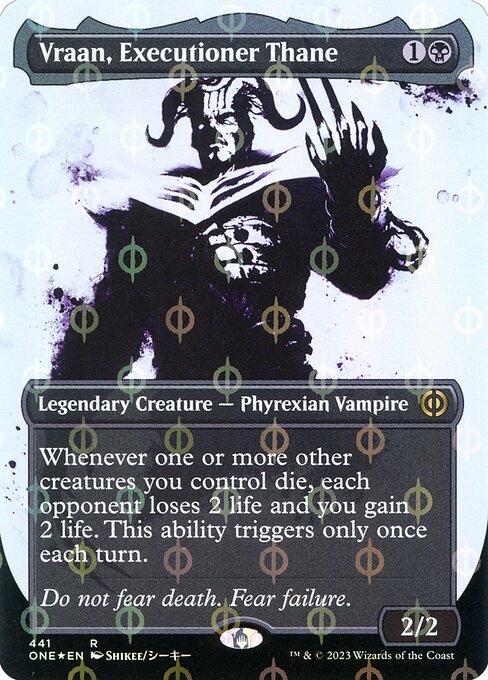 Vraan, Executioner Thane 1
Legendary Creature — Phyrexian Vampire
Whenever one or more other
creatures you control die, each
opponent loses 2 life and you gain
2 life. This ability triggers only once
each turn.
Do not fear death. Fear failure.
2/2
441 R
ONE★EN SHIKEE/シーキー
™ & © 2023 Wizards of the Coast